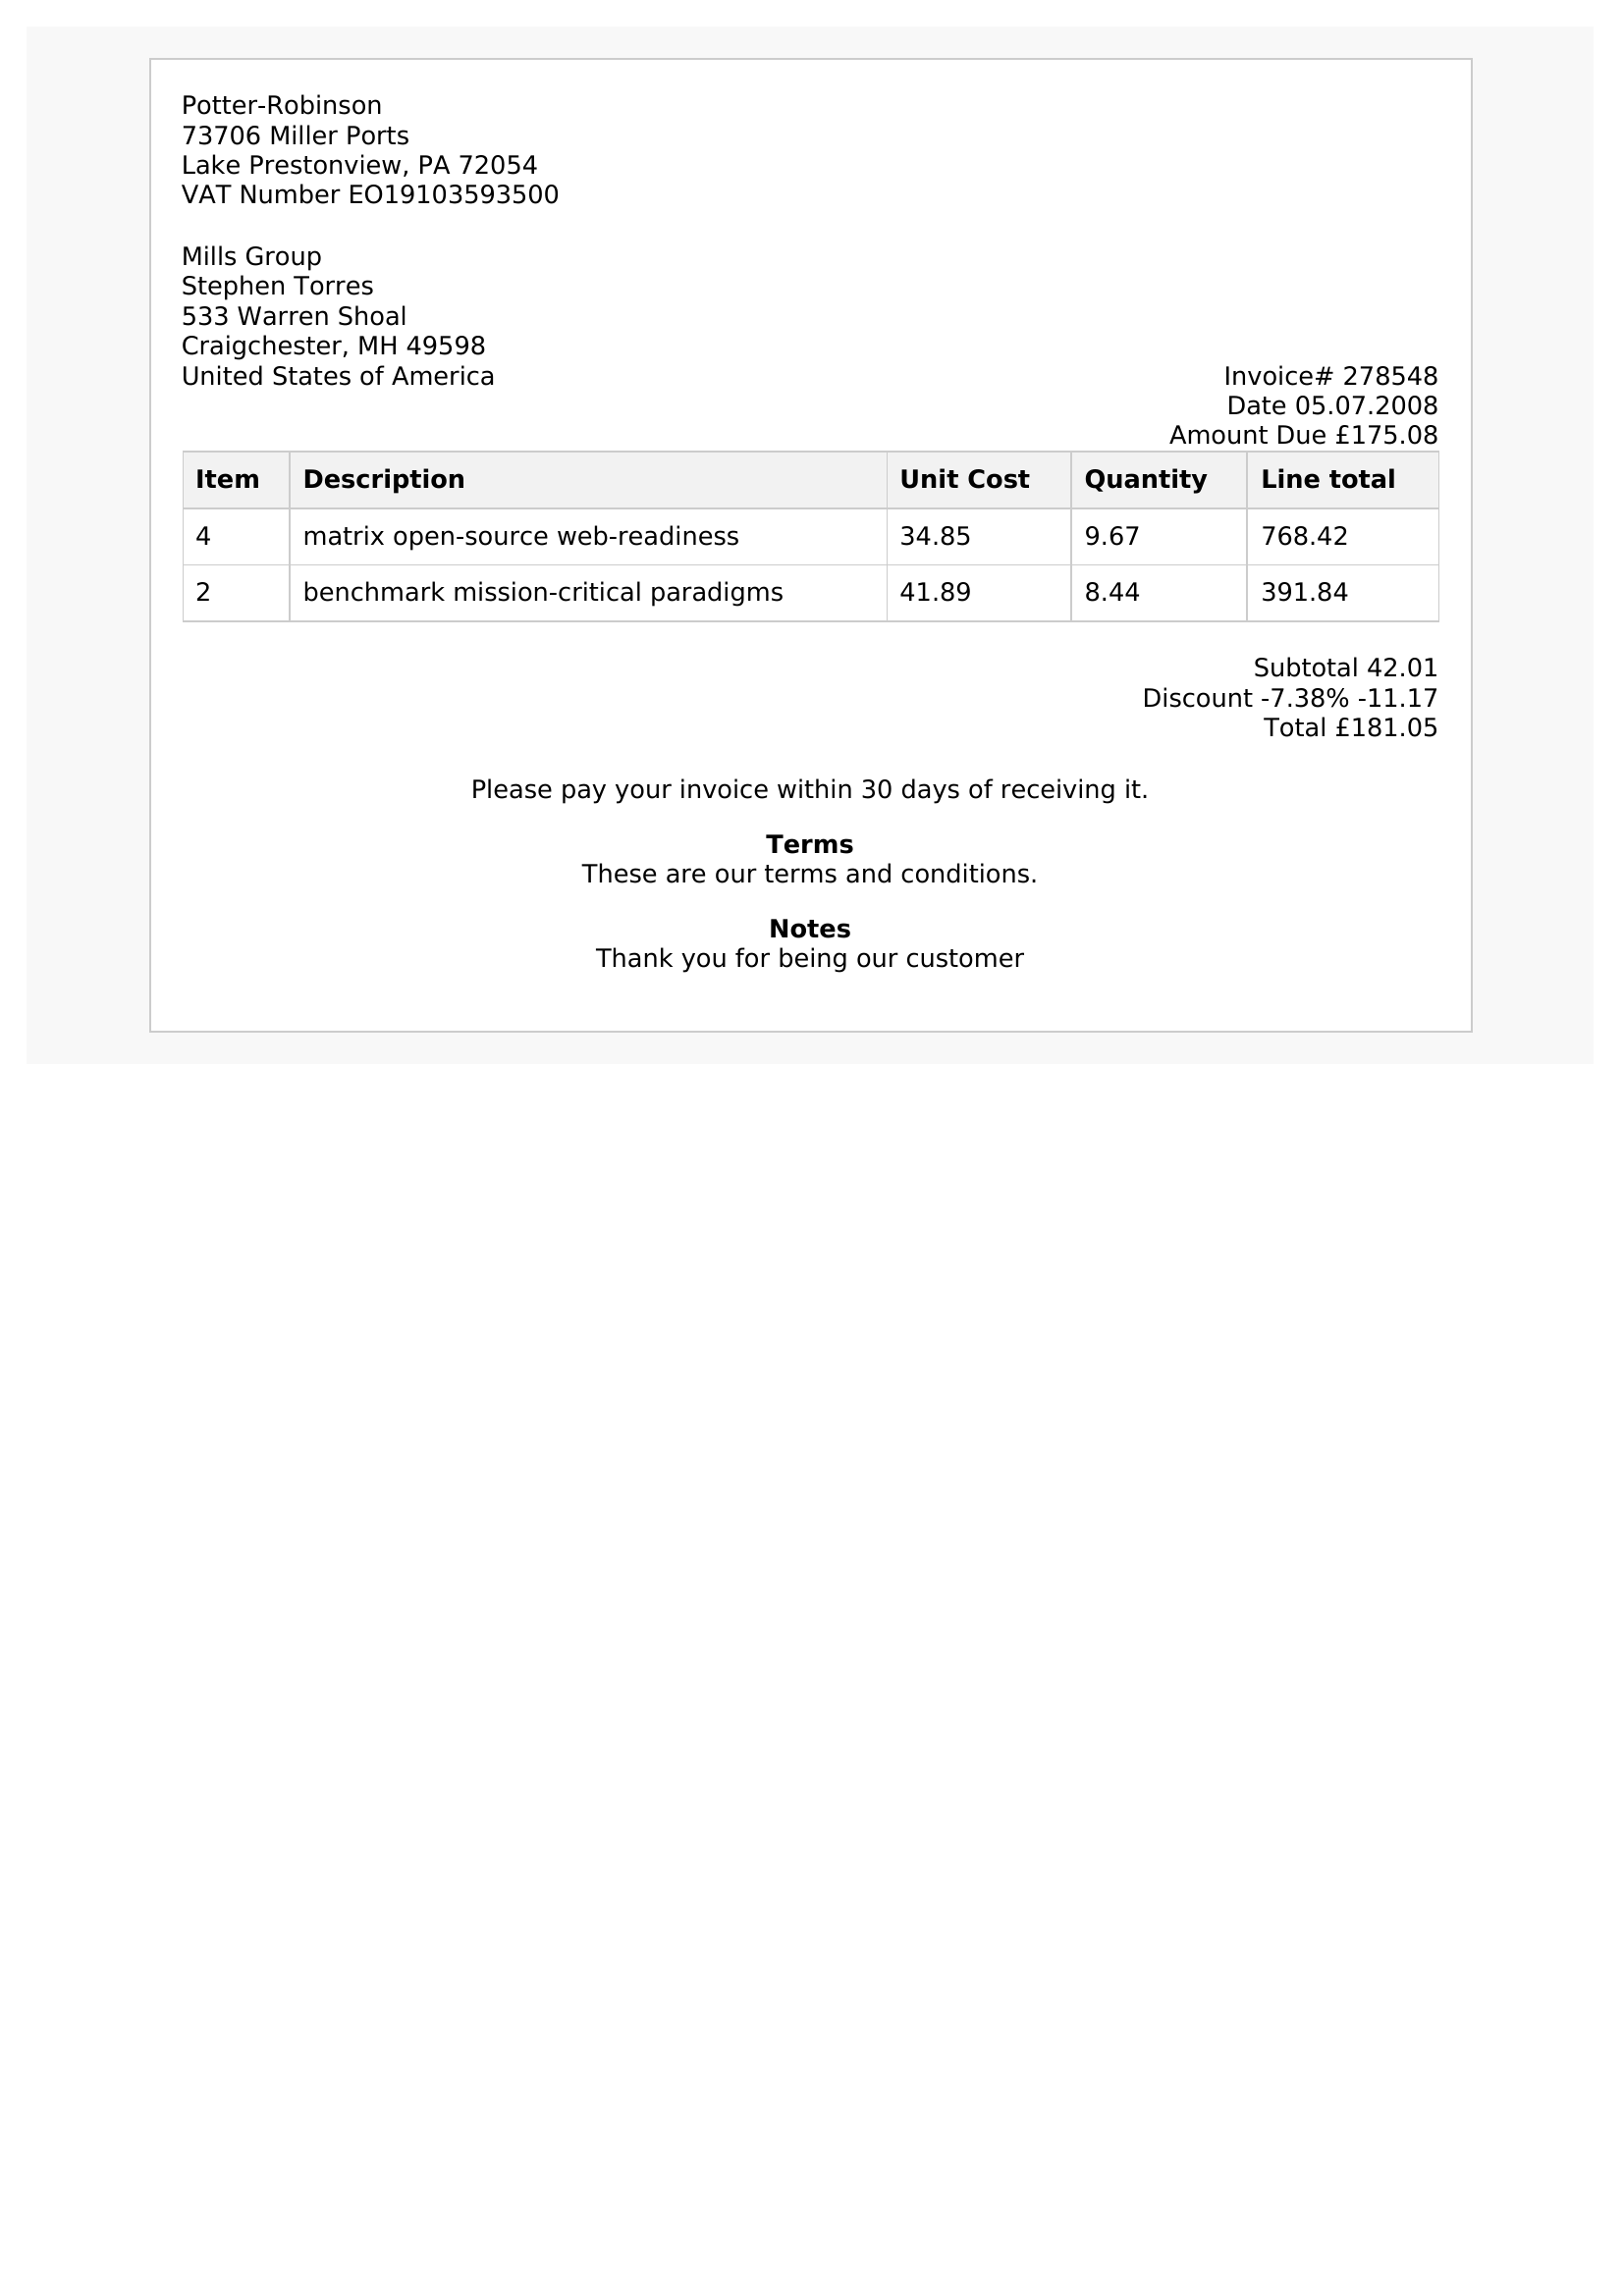 Potter-Robinson
73706 Miller Ports
Lake Prestonview, PA 72054
VAT Number EO19103593500
Mills Group
Stephen Torres
533 Warren Shoal
Craigchester, MH 49598
United States of America
Invoice# 278548
Date 05.07.2008
Amount Due £175.08
Item Description Unit Cost Quantity Line total
4 matrix open-source web-readiness 34.85 9.67 768.42
2 benchmark mission-critical paradigms 41.89 8.44 391.84
Subtotal 42.01
Discount -7.38% -11.17
Total £181.05
Please pay your invoice within 30 days of receiving it.
Terms
These are our terms and conditions.
Notes
Thank you for being our customer